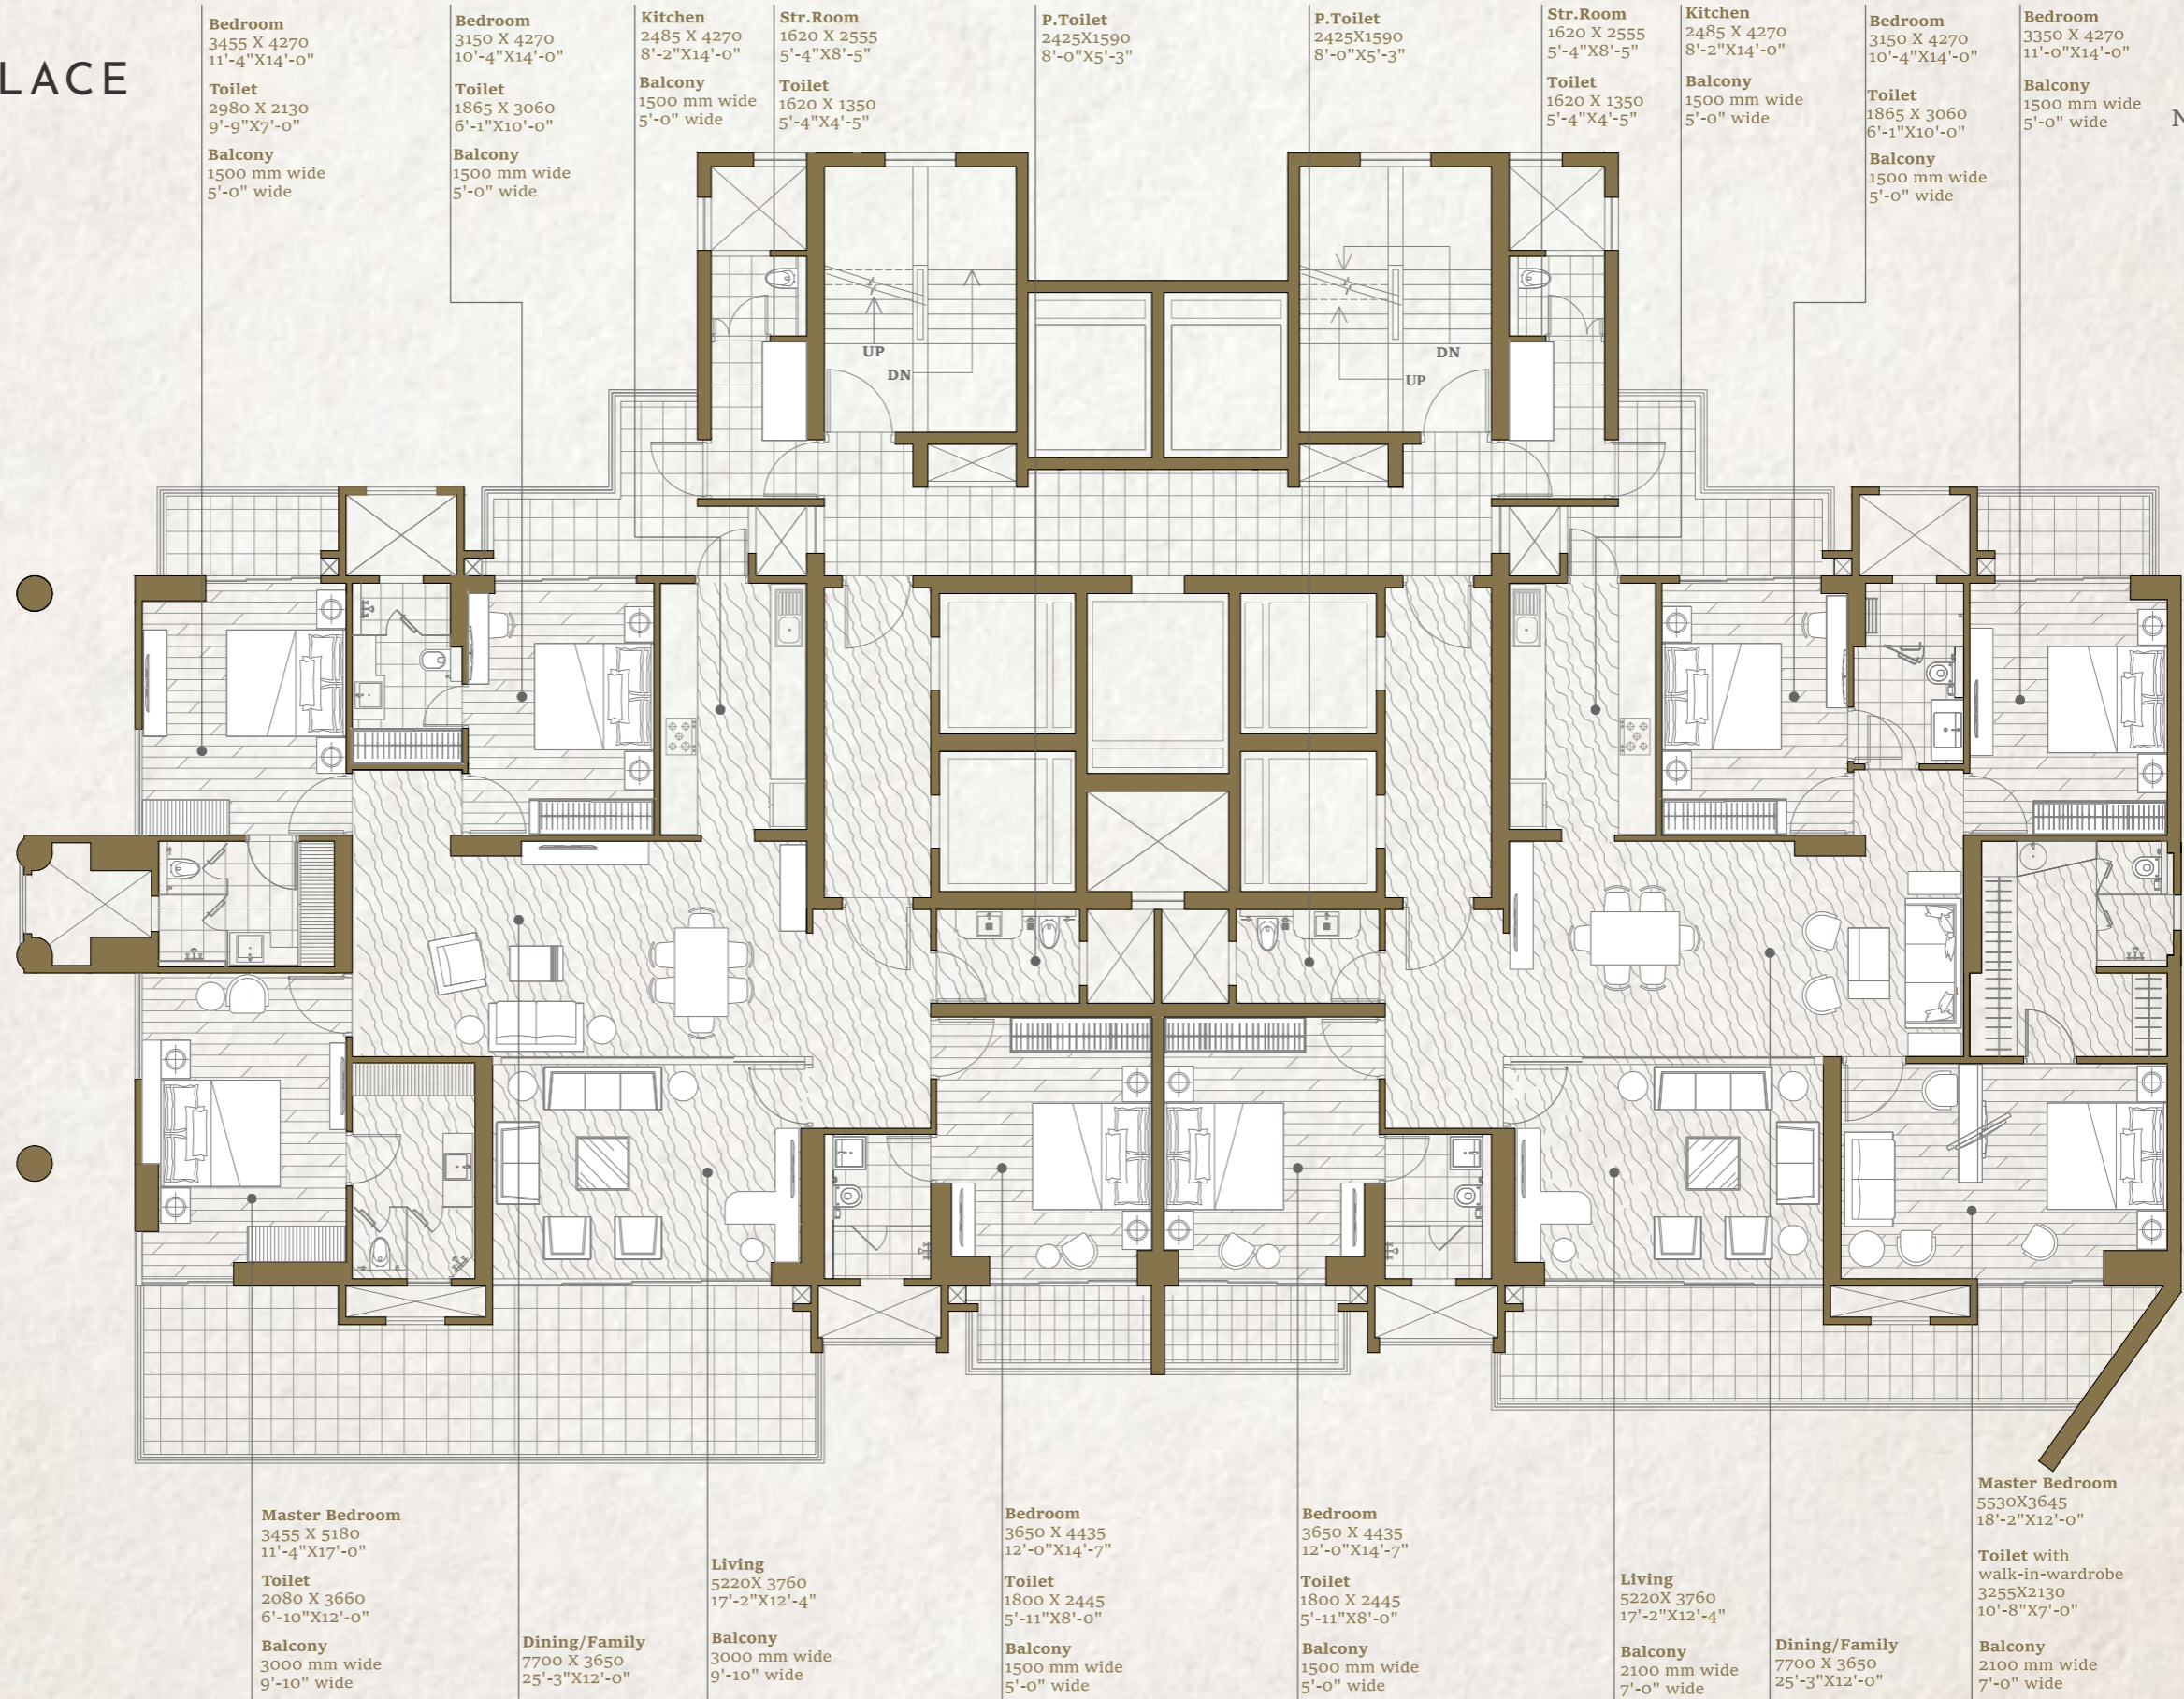 LACE
Bedroom
3455 X 4270
11'-4"X14'-0"
Toilet
2980 X 2130
9'-9"X7'-0"
Balcony
1500 mm wide
5'-0" wide
Bedroom
3150 X 4270
10'-4"X14'-0"
Toilet
1865 X 3060
6'-1"X10'-0"
Balcony
1500 mm wide
5'-0" wide
Kitchen
2485 X 4270
8'-2"X14'-0"
Balcony
1500 mm wide
5'-0" wide
Str.Room
1620 X 2555
5'-4"X8'-5"
Toilet
1620 X 1350
5'-4"X4'-5"
P.Toilet
2425X1590
8'-0"X5'-3"
P.Toilet
2425X1590
8'-0"X5'-3"
Str.Room
1620 X 2555
5'-4"X8'-5"
Toilet
1620 X 1350
5'-4"X4'-5"
Kitchen
2485 X 4270
8'-2"X14'-0"
Balcony
1500 mm wide
5'-0" wide
Bedroom
3150 X 4270
10'-4"X14'-0"
Toilet
1865 X 3060
6'-1"X10'-0"
Balcony
1500 mm wide
5'-0" wide
Bedroom
3350 X 4270
11'-0"X14'-0"
Balcony
1500 mm wide
5'-0" wide
N
UP
DN
DN
UP
Master Bedroom
3455 X 5180
11'-4"X17'-0"
Toilet
2080 X 3660
6'-10"X12'-0"
Balcony
3000 mm wide
9'-10" wide
Dining/Family
7700 X 3650
25'-3"X12'-0"
Living
5220X 3760
17'-2"X12'-4"
Balcony
3000 mm wide
9'-10" wide
Bedroom
3650 X 4435
12'-0"X14'-7"
Toilet
1800 X 2445
5'-11"X8'-0"
Balcony
1500 mm wide
5'-0" wide
Bedroom
3650 X 4435
12'-0"X14'-7"
Toilet
1800 X 2445
5'-11"X8'-0"
Balcony
1500 mm wide
5'-0" wide
Living
5220X 3760
17'-2"X12'-4"
Balcony
2100 mm wide
7'-0" wide
Dining/Family
7700 X 3650
25'-3"X12'-0"
Master Bedroom
5530X3645
18'-2"X12'-0"
Toilet with
walk-in-wardrobe
3255X2130
10'-8"X7'-0"
Balcony
2100 mm wide
7'-0" wide